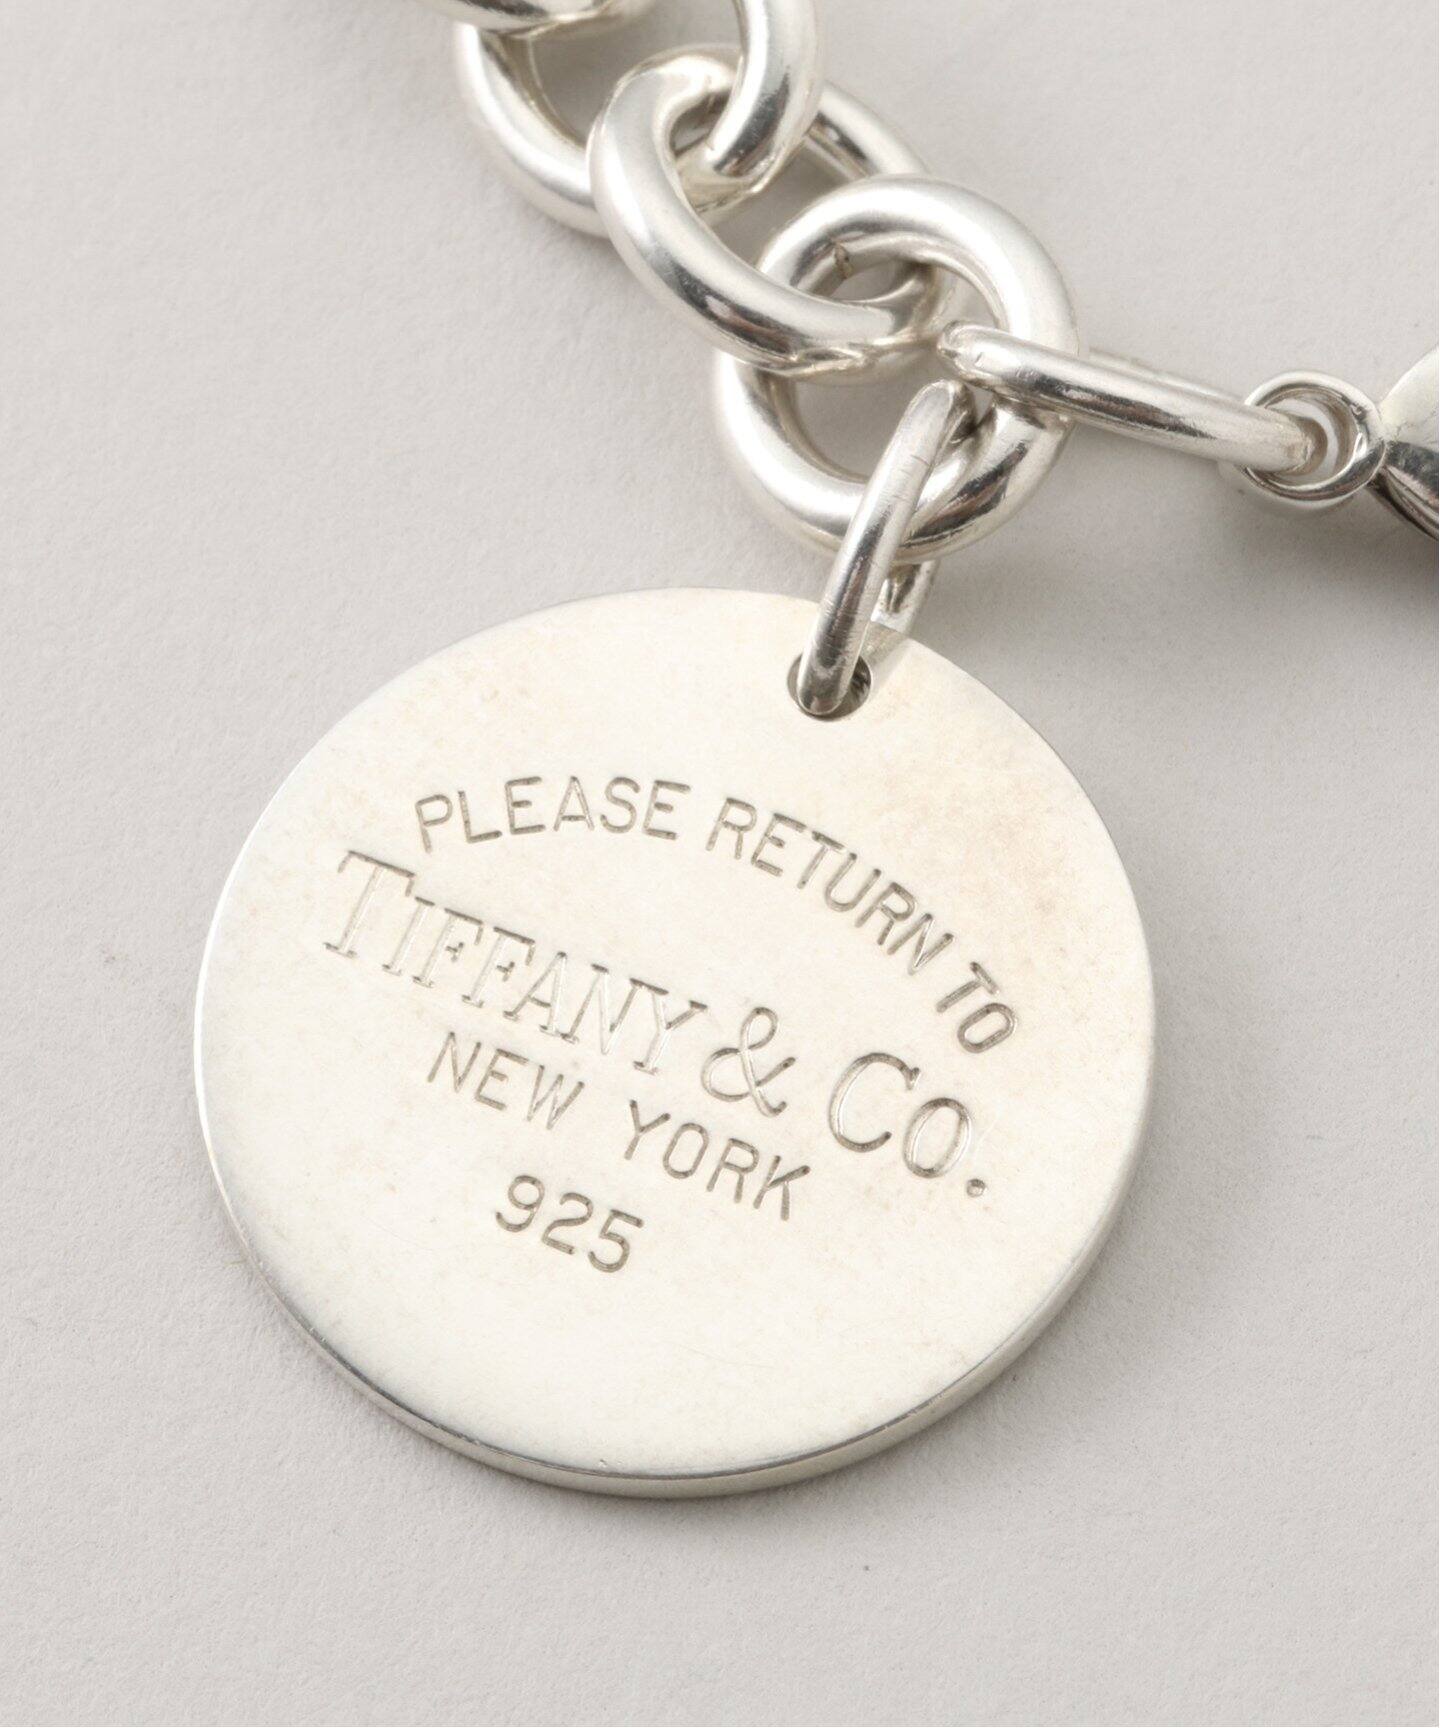 PLEASE RETURN TO
TIFFANY & CO.
NEW YORK
925